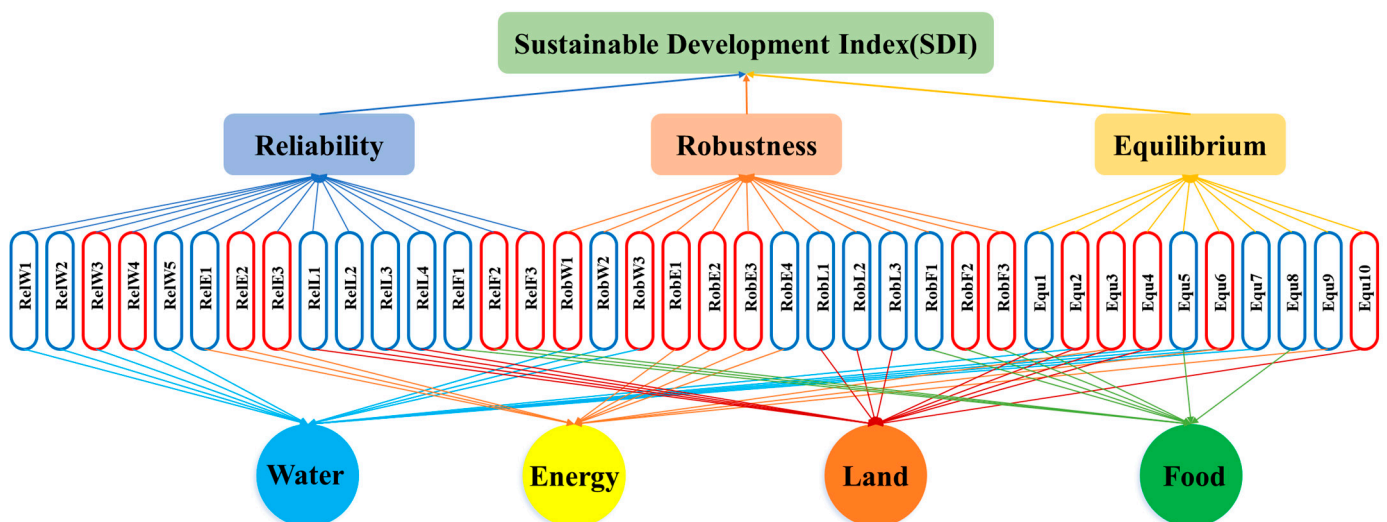 Sustainable Development Index(SDI)
Reliability
Robustness
Equilibrium
RelW1
RelW2
RelW3
RelW4
RelW5
RelE1
RelE2
RelE3
RelL1
RelL2
RelL3
RelL4
RelF1
RelF2
RelF3
RobW1
RobW2
RobW3
RobE1
RobE2
RobE3
RobE4
RobL1
RobL2
RobL3
RobF1
RobF2
RobF3
Equ1
Equ2
Equ3
Equ4
Equ5
Equ6
Equ7
Equ8
Equ9
Equ10
Water
Energy
Land
Food